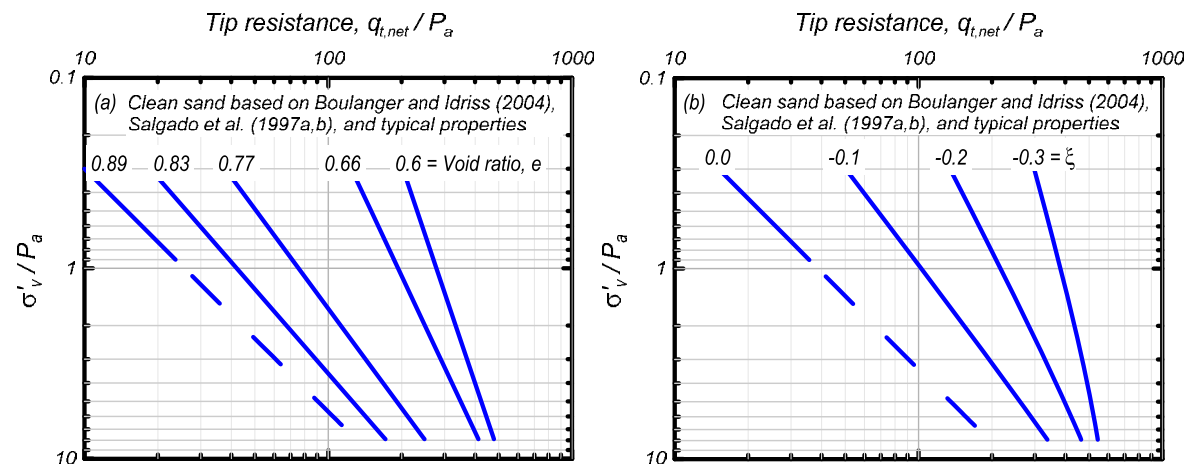 Tip resistance, q_t,net / P_a
10 100 1000
0.1
(a) Clean sand based on Boulanger and Idriss (2004),
Salgado et al. (1997a,b), and typical properties
0.89 0.83 0.77 0.66 0.6 = Void ratio, e
σ'_v / P_a
1
10
Tip resistance, q_t,net / P_a
10 100 1000
0.1
(b) Clean sand based on Boulanger and Idriss (2004),
Salgado et al. (1997a,b), and typical properties
0.0 -0.1 -0.2 -0.3 = ξ
σ'_v / P_a
1
10